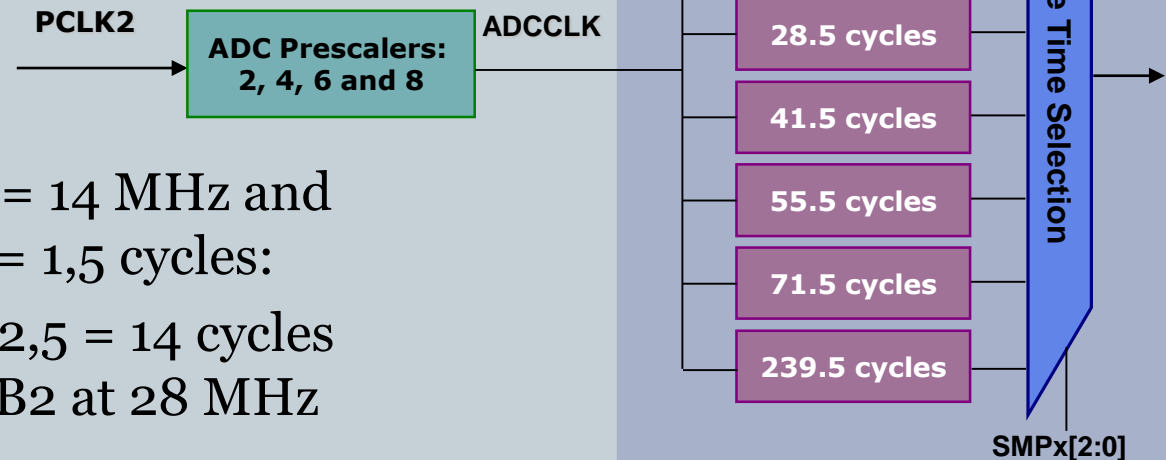 PCLK2
ADC Prescalers:
2, 4, 6 and 8
ADCCLK
= 14 MHz and
= 1,5 cycles:
2,5 = 14 cycles
B2 at 28 MHz
28.5 cycles
41.5 cycles
55.5 cycles
71.5 cycles
239.5 cycles
e Time Selection
SMPx[2:0]